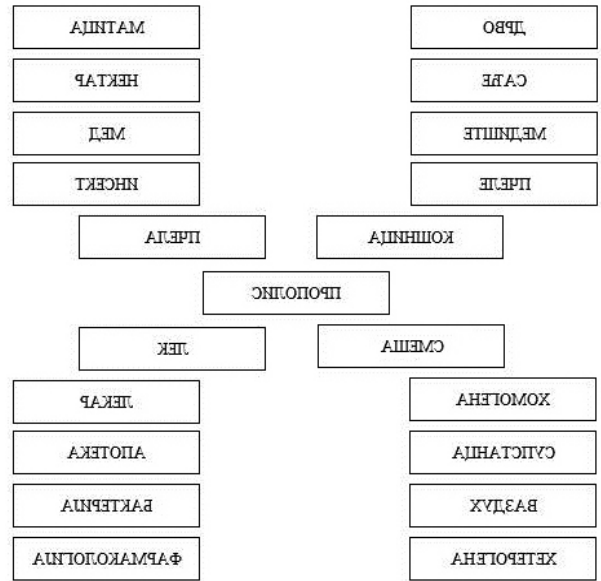 МАТИЦА
ДРВО
НЕКТАР
САЋЕ
МЕД
МЕДИШТЕ
ИНСЕКТ
ПЧЕЛЕ
ПЧЕЛА
КОШНИЦА
ПРОПОЛИС
ЛЕК
СМЕША
ЛЕКАР
ХОМОГЕНА
АПОТЕКА
СУПСТАНЦА
БАКТЕРИЈА
ВАЗДУХ
ФАРМАКОЛОГИЈА
ХЕТЕРОГЕНА